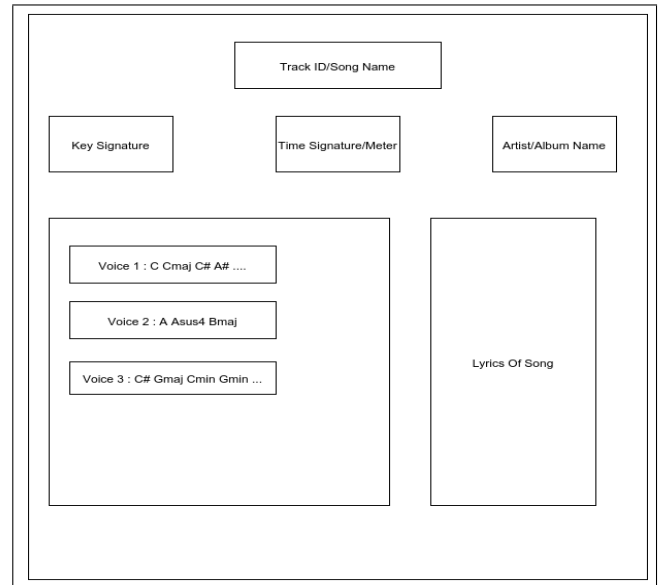 Track ID/Song Name
Key Signature
Time Signature/Meter
Artist/Album Name
Voice 1 : C Cmaj C# A# ....
Voice 2 : A Asus4 Bmaj
Voice 3 : C# Gmaj Cmin Gmin ...
Lyrics Of Song